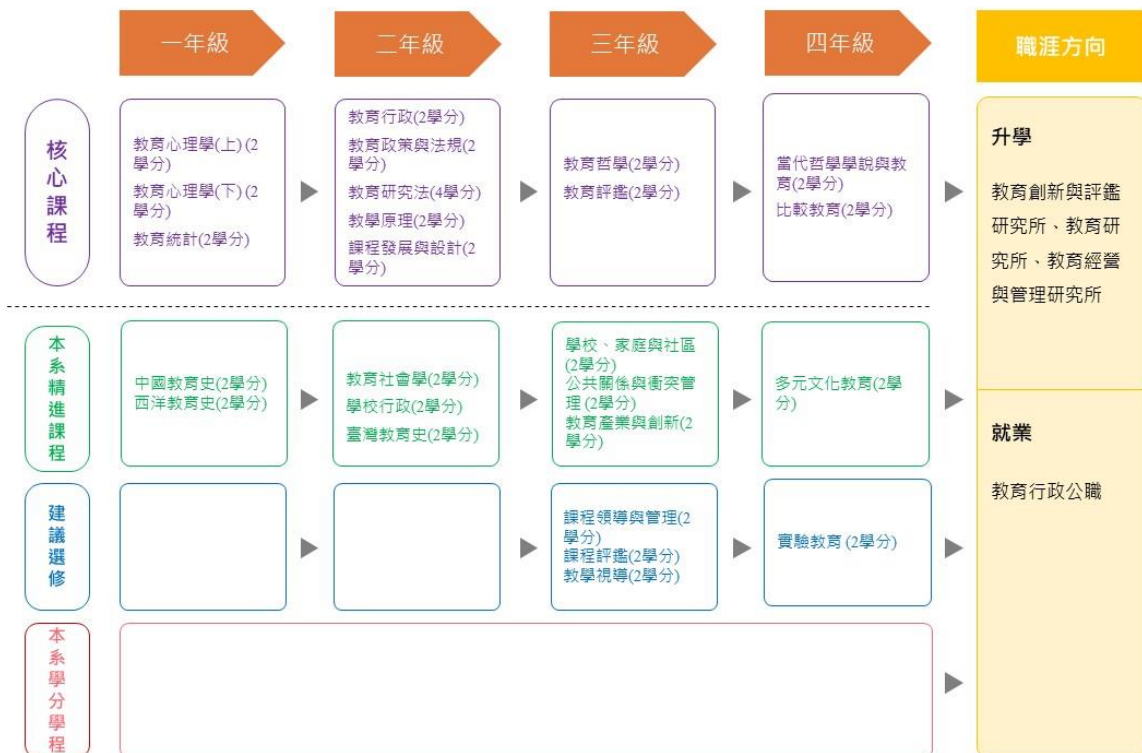 一年級
二年級
三年級
四年級
職涯方向
核心課程
教育心理學(上) (2
學分)
教育心理學(下) (2
學分)
教育統計(2學分)
教育行政(2學分)
教育政策與法規(2
學分)
教育研究法(4學分)
教學原理(2學分)
課程發展與設計(2
學分)
教育哲學(2學分)
教育評鑑(2學分)
當代哲學學說與教
育(2學分)
比較教育(2學分)
升學
教育創新與評鑑
研究所、教育研
究所、教育經營
與管理研究所
本系精進課程
中國教育史(2學分)
西洋教育史(2學分)
教育社會學(2學分)
學校行政(2學分)
臺灣教育史(2學分)
學校、家庭與社區
(2學分)
公共關係與衝突管
理 (2學分)
教育產業與創新(2
學分)
多元文化教育(2學
分)
就業
教育行政公職
建議選修
課程領導與管理(2
學分)
課程評鑑(2學分)
教學視導(2學分)
實驗教育 (2學分)
本系學分學程